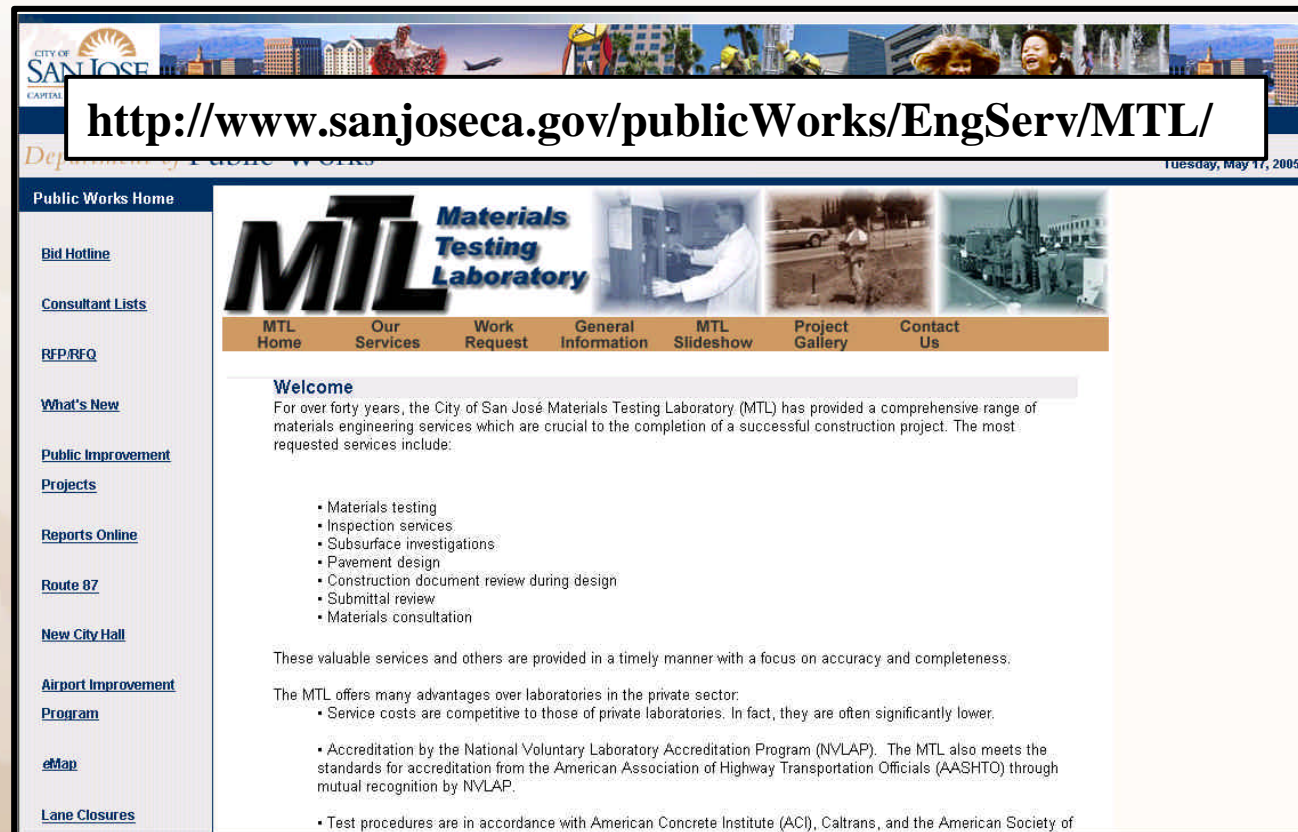 CITY OF
SAN JOSE
http://www.sanjoseca.gov/publicWorks/EngServ/MTL/
Department of Public Works
Tuesday, May 17, 2005
Public Works Home
Bid Hotline
Consultant Lists
RFP/RFQ
What's New
Public Improvement
Projects
Reports Online
Route 87
New City Hall
Airport Improvement
Program
eMap
Lane Closures
MTL
Materials
Testing
Laboratory
MTL Home
Our Services
Work Request
General Information
MTL Slideshow
Project Gallery
Contact Us
Welcome
For over forty years, the City of San José Materials Testing Laboratory (MTL) has provided a comprehensive range of
materials engineering services which are crucial to the completion of a successful construction project. The most
requested services include:
▪ Materials testing
▪ Inspection services
▪ Subsurface investigations
▪ Pavement design
▪ Construction document review during design
▪ Submittal review
▪ Materials consultation
These valuable services and others are provided in a timely manner with a focus on accuracy and completeness.
The MTL offers many advantages over laboratories in the private sector:
▪ Service costs are competitive to those of private laboratories. In fact, they are often significantly lower.
▪ Accreditation by the National Voluntary Laboratory Accreditation Program (NVLAP). The MTL also meets the
standards for accreditation from the American Association of Highway Transportation Officials (AASHTO) through
mutual recognition by NVLAP.
▪ Test procedures are in accordance with American Concrete Institute (ACI), Caltrans, and the American Society of